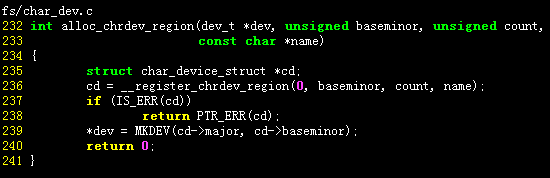 fs/char_dev.c
232 int alloc_chrdev_region(dev_t *dev, unsigned baseminor, unsigned count,
233                         const char *name)
234 {
235         struct char_device_struct *cd;
236         cd = __register_chrdev_region(0, baseminor, count, name);
237         if (IS_ERR(cd))
238                 return PTR_ERR(cd);
239         *dev = MKDEV(cd->major, cd->baseminor);
240         return 0;
241 }